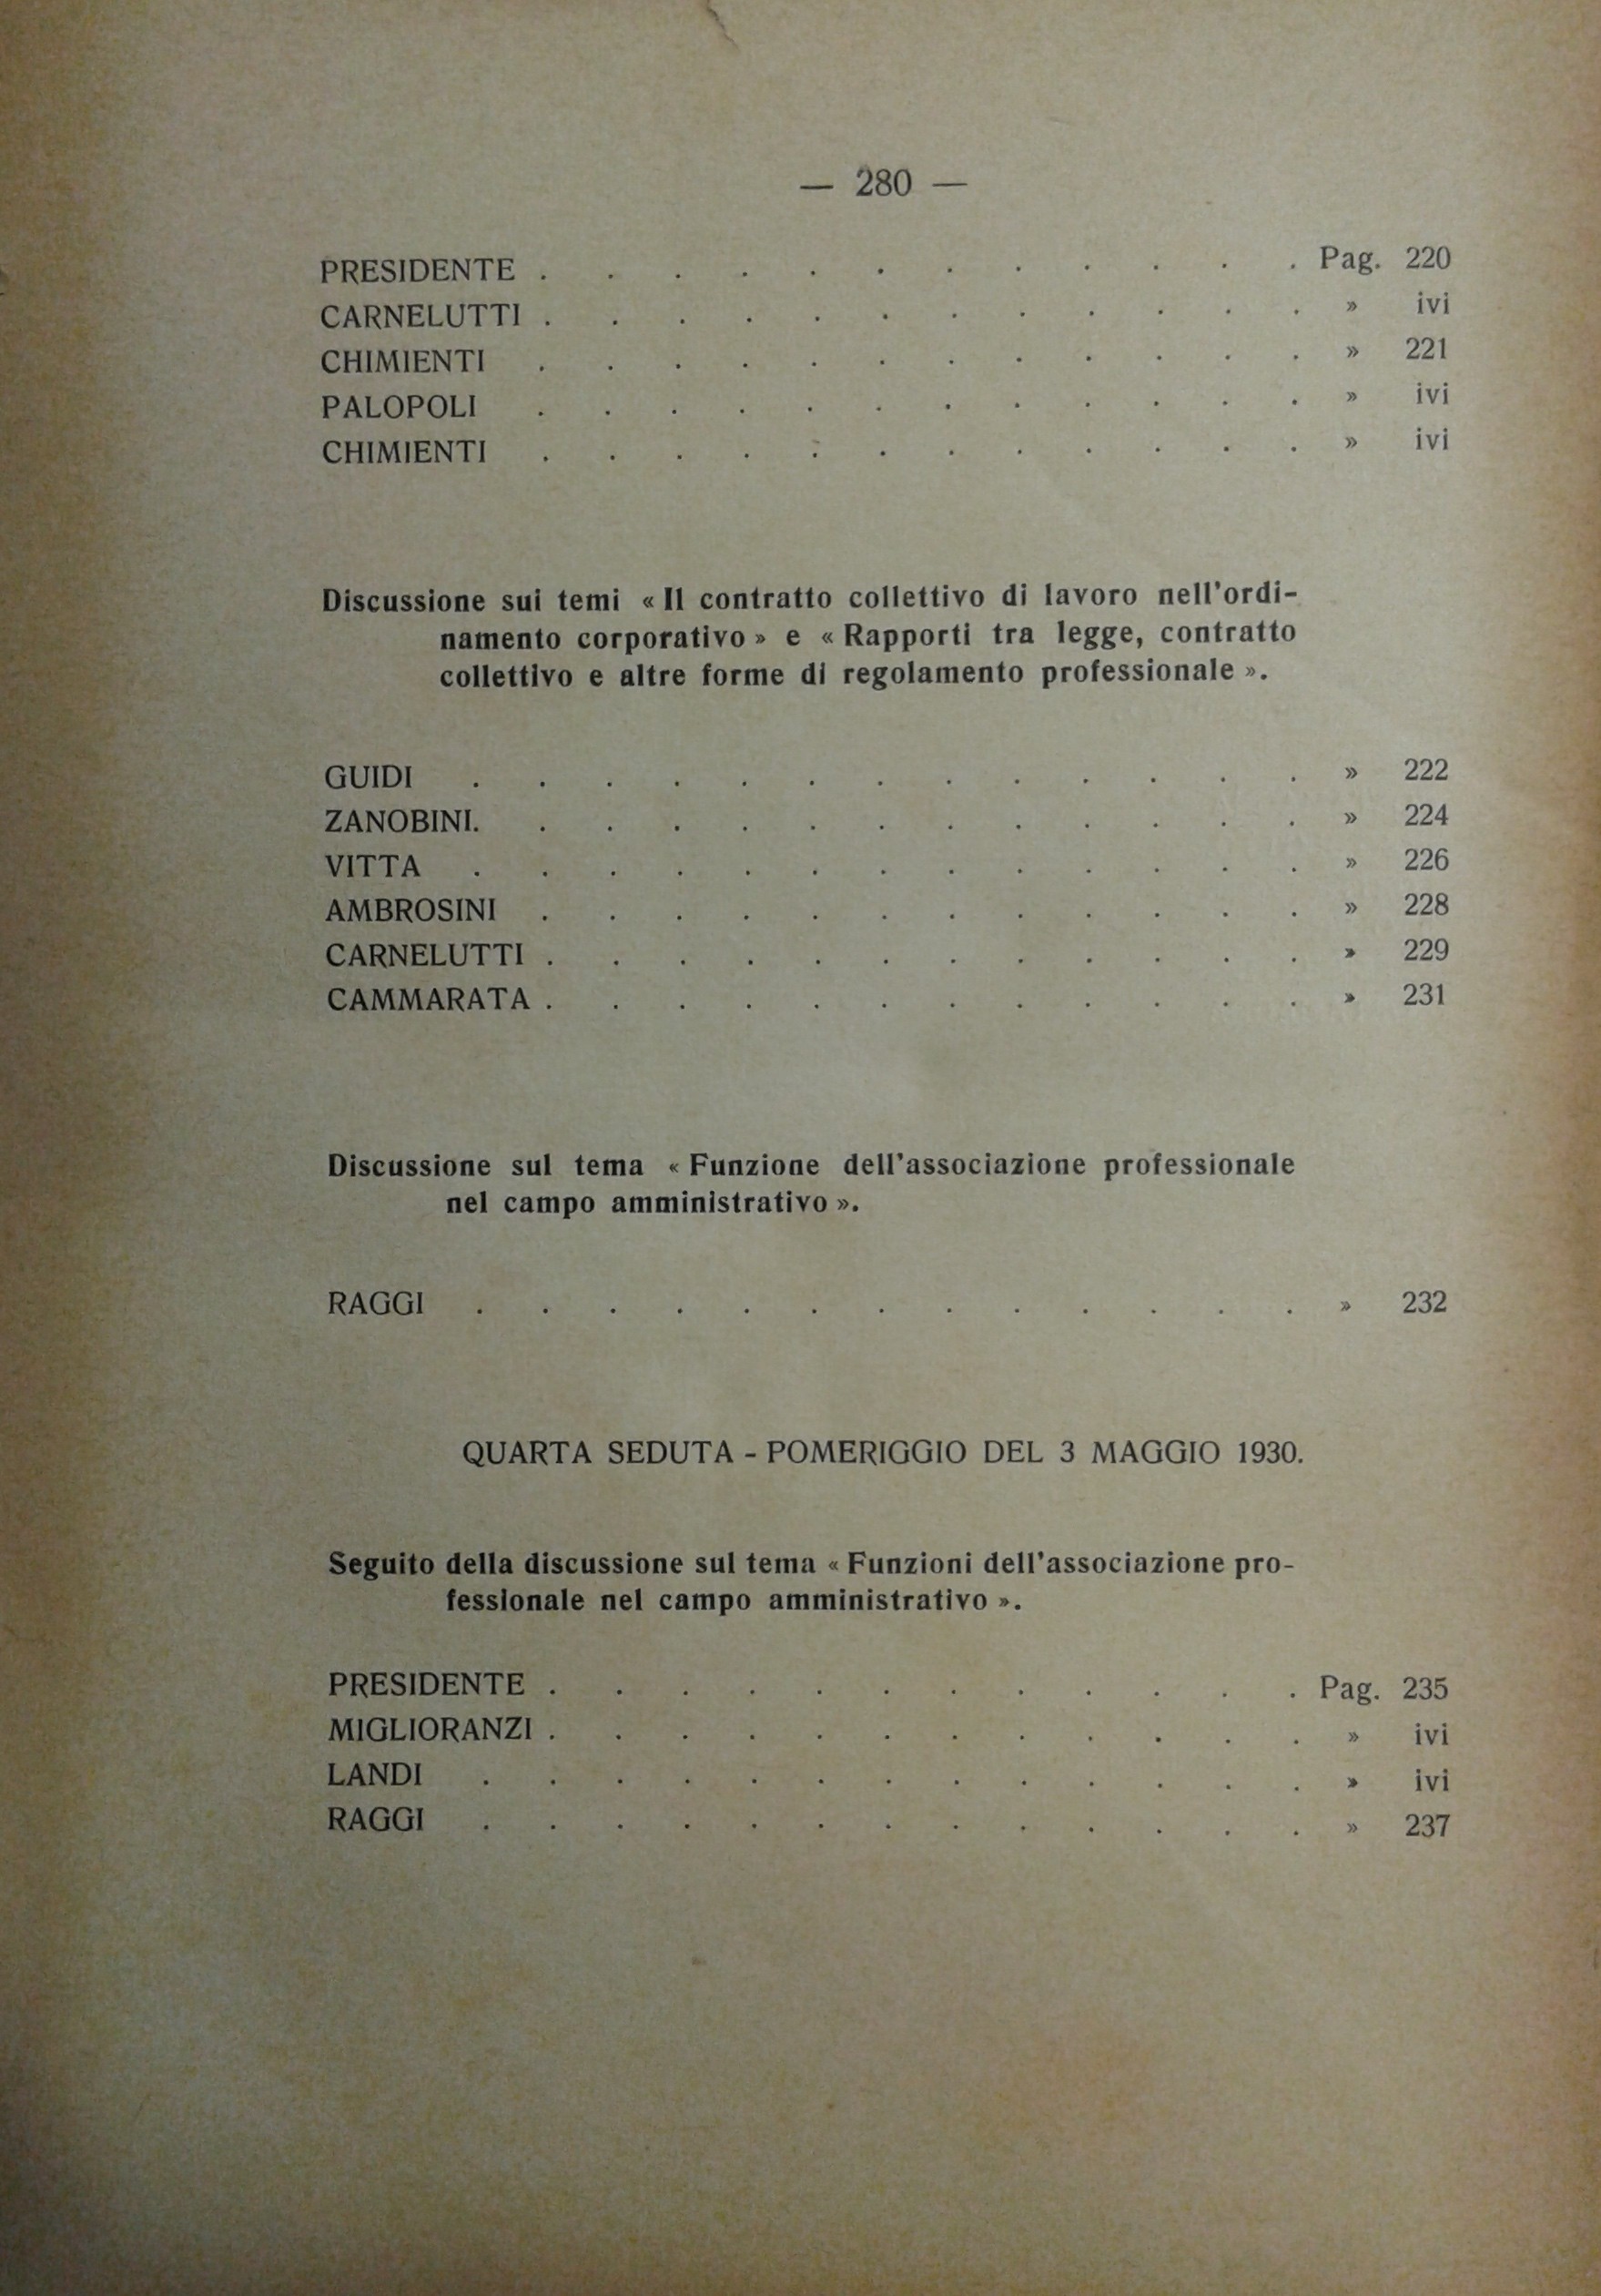 — 280 —
PRESIDENTE . . . . . . . . . . . . Pag. 220
CARNELUTTI . . . . . . . . . . . . » ivi
CHIMIENTI . . . . . . . . . . . . » 221
PALOPOLI . . . . . . . . . . . . » ivi
CHIMIENTI . . . . . . . . . . . . » ivi
Discussione sui temi « Il contratto collettivo di lavoro nell'ordi-
namento corporativo » e « Rapporti tra legge, contratto
collettivo e altre forme di regolamento professionale ».
GUIDI . . . . . . . . . . . . . » 222
ZANOBINI. . . . . . . . . . . . . » 224
VITTA . . . . . . . . . . . . . » 226
AMBROSINI . . . . . . . . . . . . » 228
CARNELUTTI . . . . . . . . . . . . » 229
CAMMARATA . . . . . . . . . . . . » 231
Discussione sul tema « Funzione dell'associazione professionale
nel campo amministrativo ».
RAGGI . . . . . . . . . . . . . » 232
QUARTA SEDUTA - POMERIGGIO DEL 3 MAGGIO 1930.
Seguito della discussione sul tema « Funzioni dell'associazione pro-
fessionale nel campo amministrativo ».
PRESIDENTE . . . . . . . . . . . . Pag. 235
MIGLIORANZI . . . . . . . . . . . . » ivi
LANDI . . . . . . . . . . . . . » ivi
RAGGI . . . . . . . . . . . . . » 237